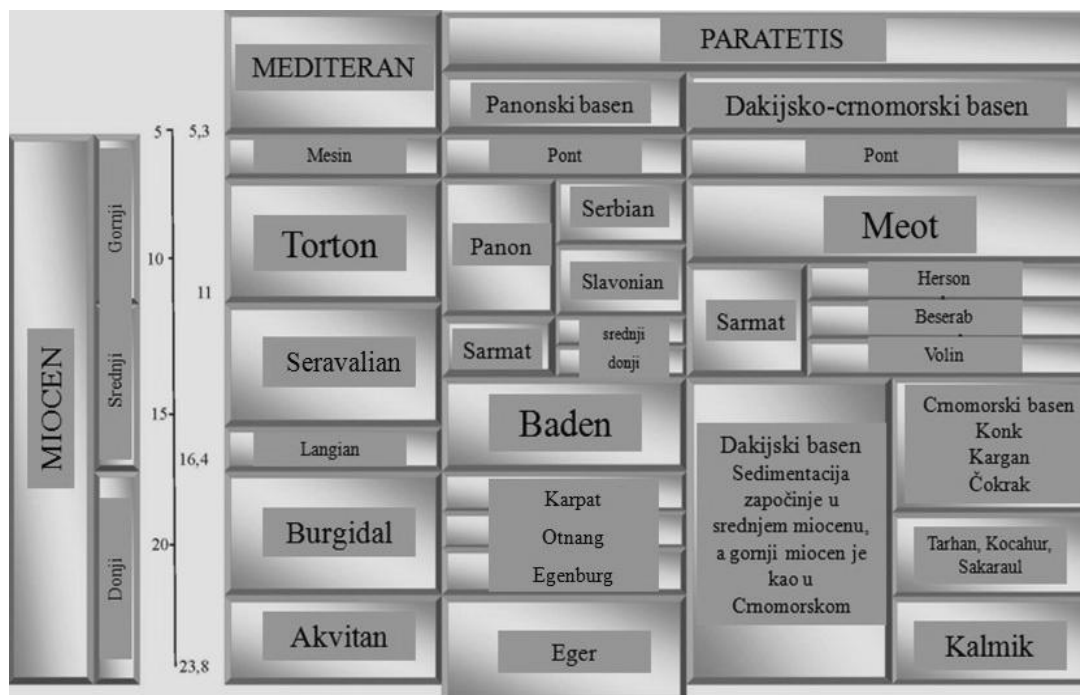 MEDITERAN
PARATETIS
Panonski basen
Dakijsko-crnomorski basen
MIOCEN
Gornji
Srednji
Donji
5
10
15
20
5,3
11
16,4
23,8
Mesin
Torton
Seravalian
Langian
Burgidal
Akvitan
Pont
Panon
Serbian
Slavonian
Sarmat
srednji
donji
Baden
Karpat
Otnang
Egenburg
Eger
Pont
Meot
Sarmat
Herson
Beserab
Volin
Dakijski basen
Sedimentacija
započinje u
srednjem miocenu,
a gornji miocen je
kao u
Crnomorskom
Crnomorski basen
Konk
Kargan
Čokrak
Tarhan, Kocahur,
Sakaraul
Kalmik